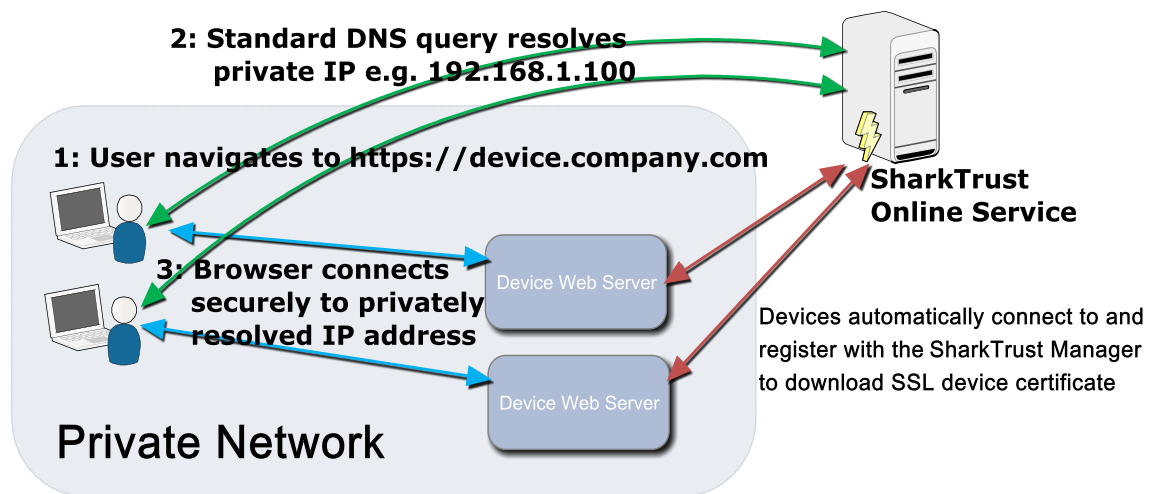 2: Standard DNS query resolves
private IP e.g. 192.168.1.100
1: User navigates to https://device.company.com
SharkTrust
Online Service
3: Browser connects
securely to privately
resolved IP address
Device Web Server
Devices automatically connect to and
register with the SharkTrust Manager
to download SSL device certificate
Device Web Server
Private Network